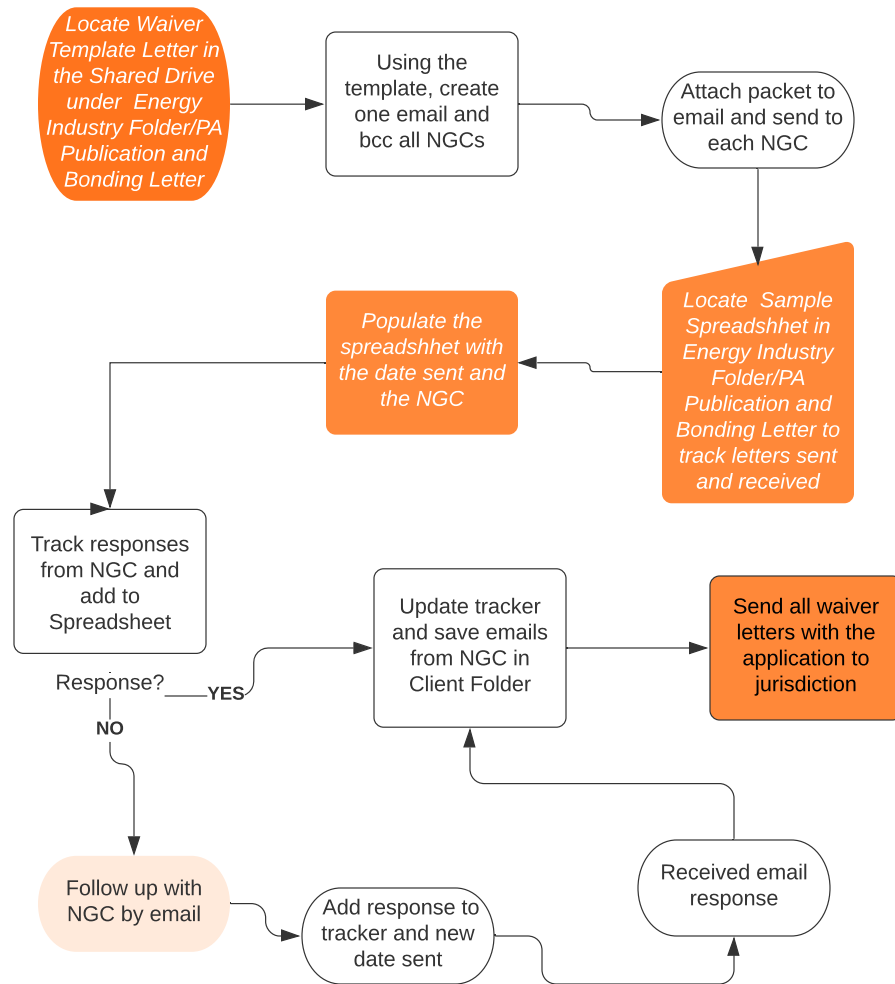 Locate Waiver
Template Letter in
the Shared Drive
under Energy
Industry Folder/PA
Publication and
Bonding Letter
Using the
template, create
one email and
bcc all NGCs
Attach packet to
email and send to
each NGC
Locate Sample
Spreadshhet in
Energy Industry
Folder/PA
Publication and
Bonding Letter to
track letters sent
and received
Populate the
spreadshhet with
the date sent and
the NGC
Track responses
from NGC and
add to
Spreadsheet
Response?
YES
NO
Update tracker
and save emails
from NGC in
Client Folder
Send all waiver
letters with the
application to
jurisdiction
Follow up with
NGC by email
Add response to
tracker and new
date sent
Received email
response